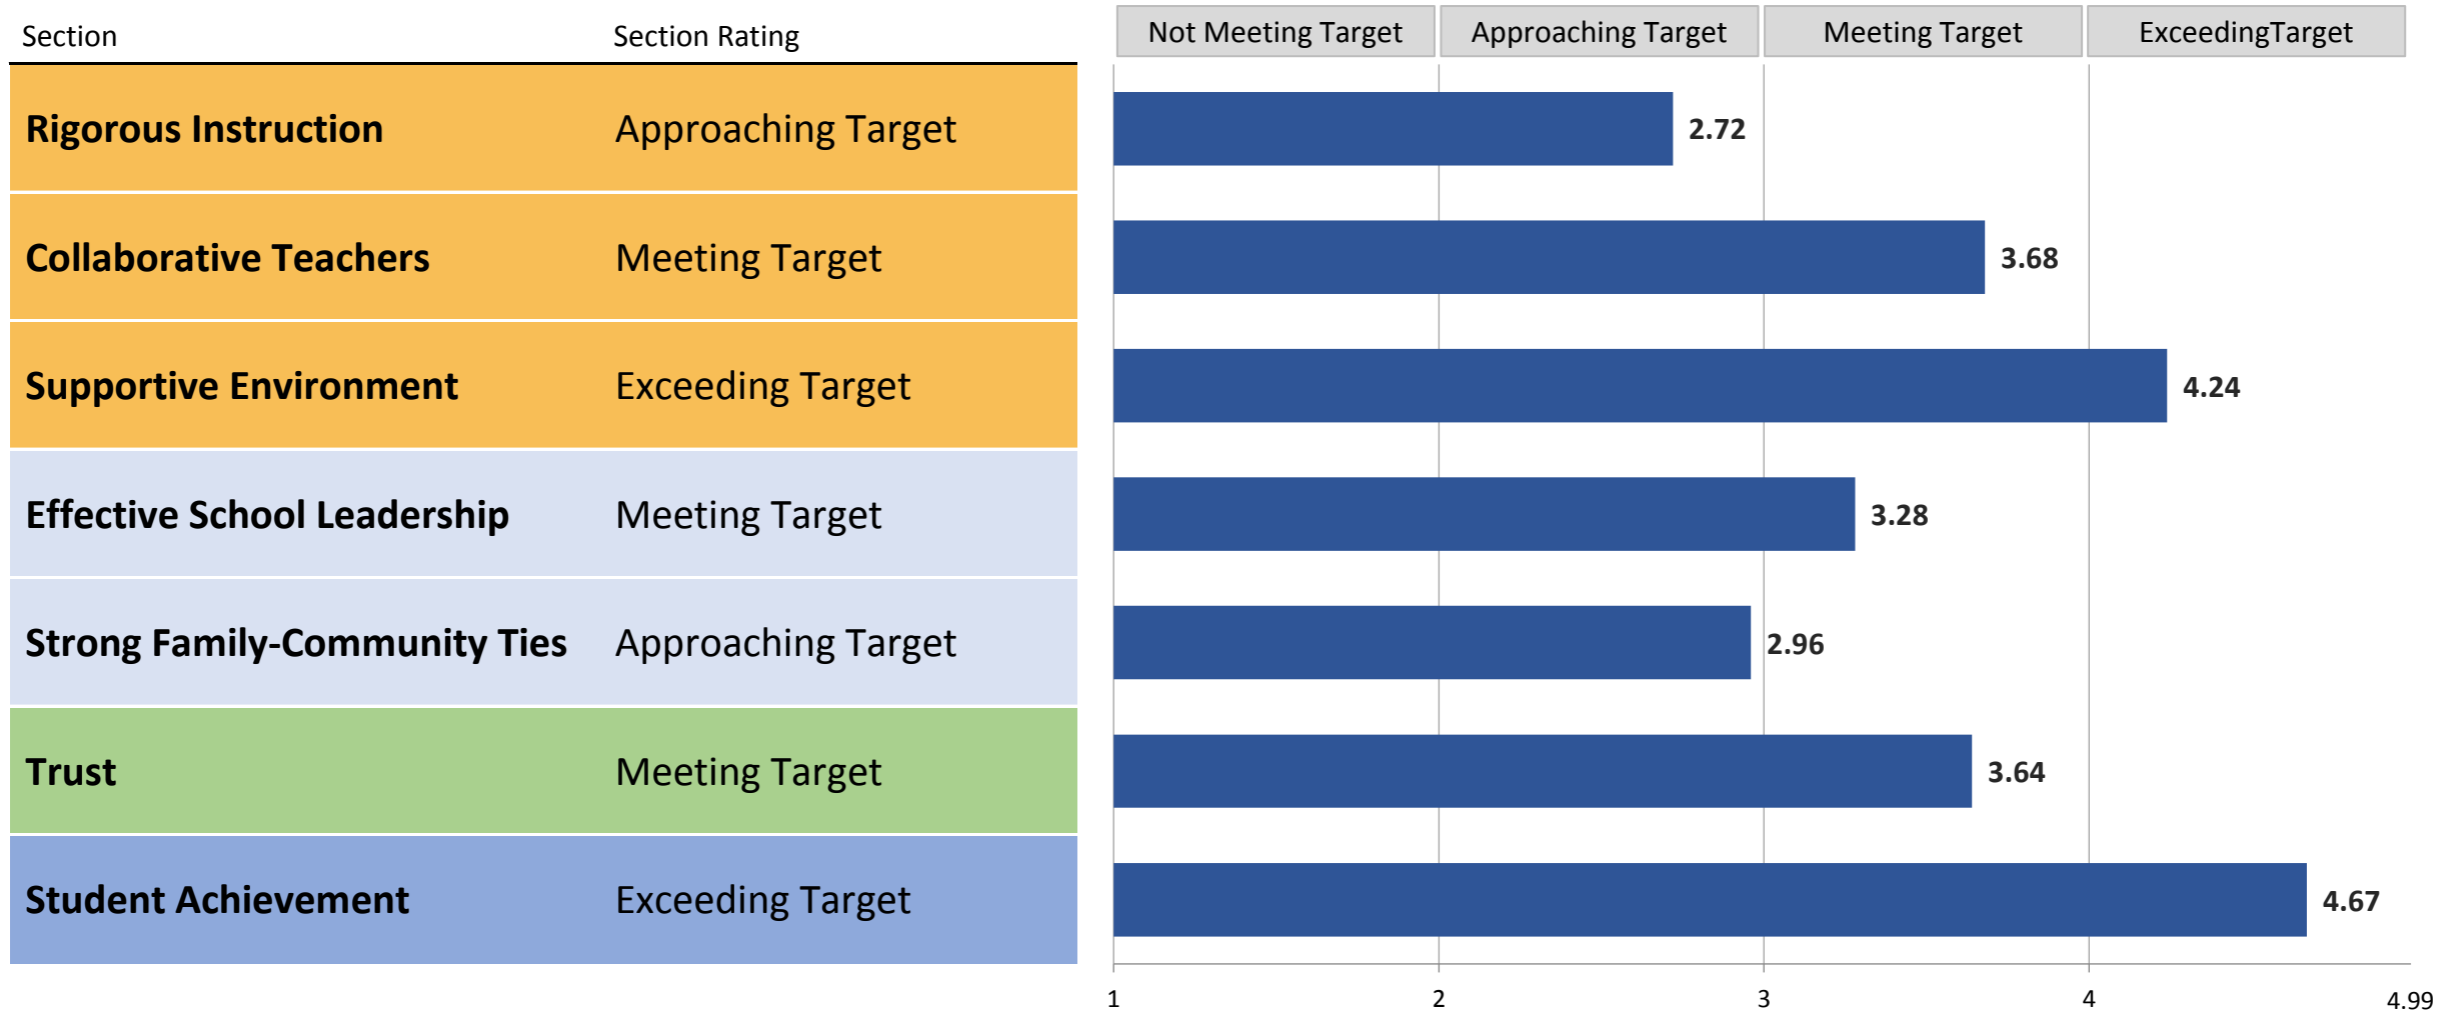 Section Section Rating Not Meeting Target Approaching Target Meeting Target ExceedingTarget
Rigorous Instruction Approaching Target 2.72
Collaborative Teachers Meeting Target 3.68
Supportive Environment Exceeding Target 4.24
Effective School Leadership Meeting Target 3.28
Strong Family-Community Ties Approaching Target 2.96
Trust Meeting Target 3.64
Student Achievement Exceeding Target 4.67
1 2 3 4 4.99